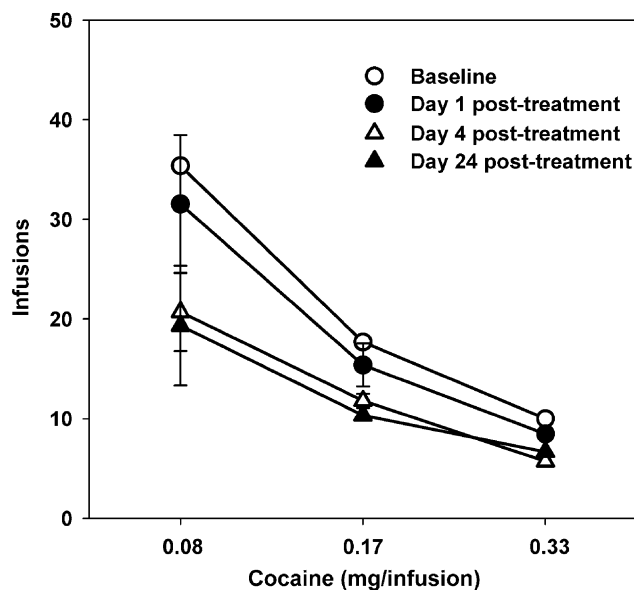 50
40
30
20
10
0
Infusions
Baseline
Day 1 post-treatment
Day 4 post-treatment
Day 24 post-treatment
0.08 0.17 0.33
Cocaine (mg/infusion)